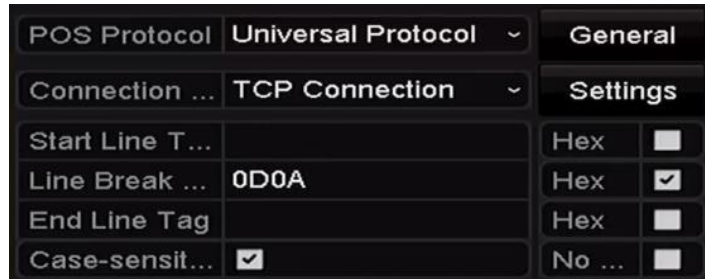 POS Protocol Universal Protocol General
Connection ... TCP Connection Settings
Start Line T... Hex
Line Break ... 0D0A Hex
End Line Tag Hex
Case-sensit... No ...